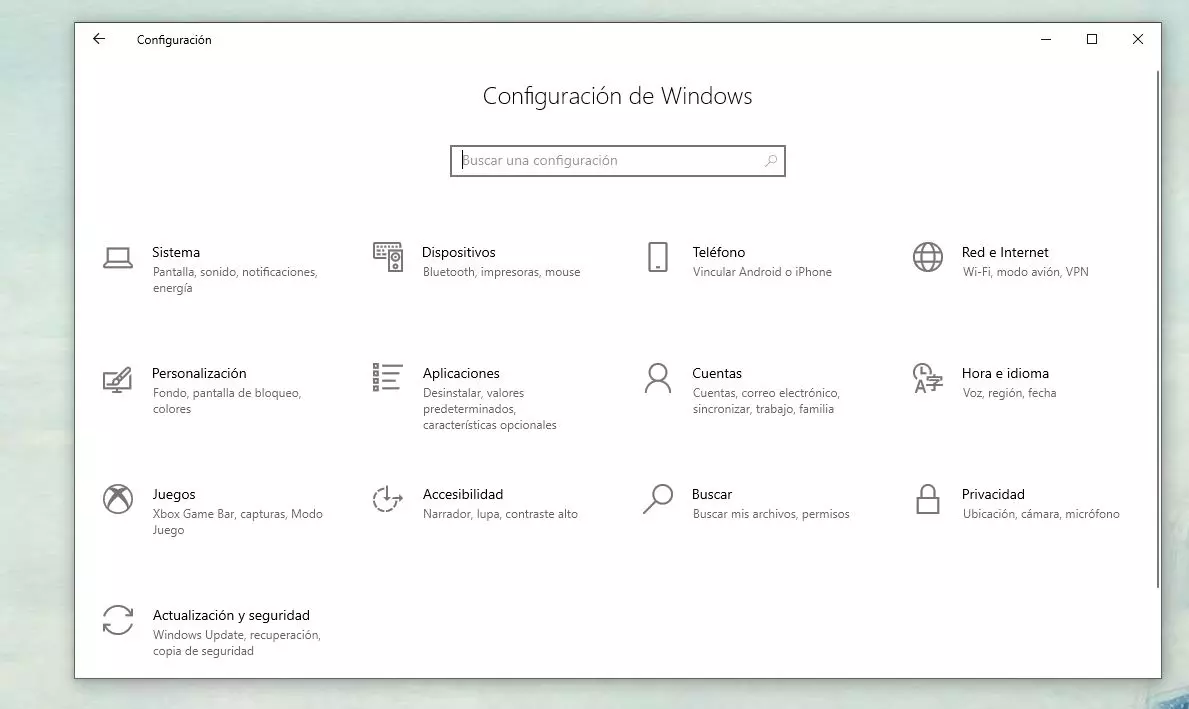 Configuración
Configuración de Windows
Buscar una configuración
Sistema
Pantalla, sonido, notificaciones,
energía
Dispositivos
Bluetooth, impresoras, mouse
Teléfono
Vincular Android o iPhone
Red e Internet
Wi-Fi, modo avión, VPN
Personalización
Fondo, pantalla de bloqueo,
colores
Aplicaciones
Desinstalar, valores
predeterminados,
características opcionales
Cuentas
Cuentas, correo electrónico,
sincronizar, trabajo, familia
Hora e idioma
Voz, región, fecha
Juegos
Xbox Game Bar, capturas, Modo
Juego
Accesibilidad
Narrador, lupa, contraste alto
Buscar
Buscar mis archivos, permisos
Privacidad
Ubicación, cámara, micrófono
Actualización y seguridad
Windows Update, recuperación,
copia de seguridad